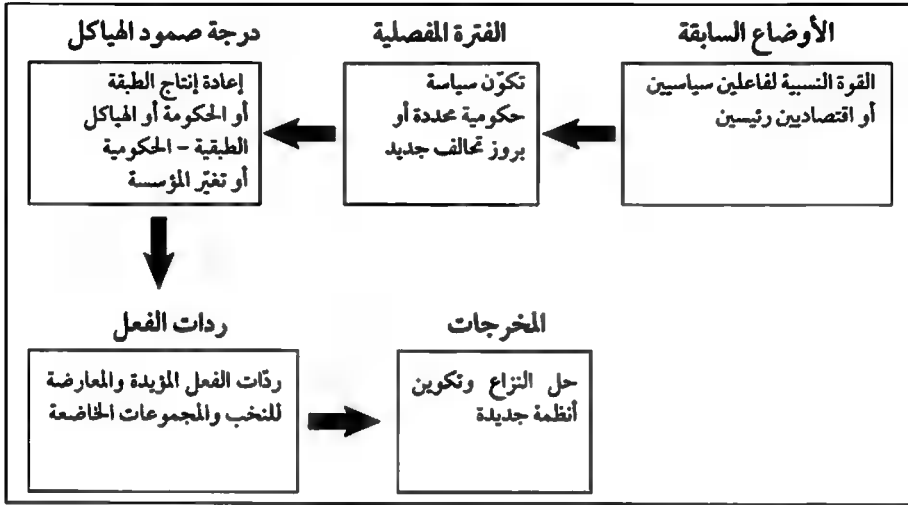 الأوضاع السابقة
القوة النسبية لفاعلين سياسيين
أو اقتصاديين رئيسين
الفترة المفصلية
تكوّن سياسة
حكومية محددة أو
بروز تحالف جديد
درجة صمود الهياكل
إعادة إنتاج الطبقة
أو الحكومة أو الهياكل
الطبقية – الحكومية
أو تغيّر المؤسسة
ردات الفعل
ردّات الفعل المؤيدة والمعارضة
للنخب والمجموعات الخاضعة
المخرجات
حل النزاع وتكوين
أنظمة جديدة